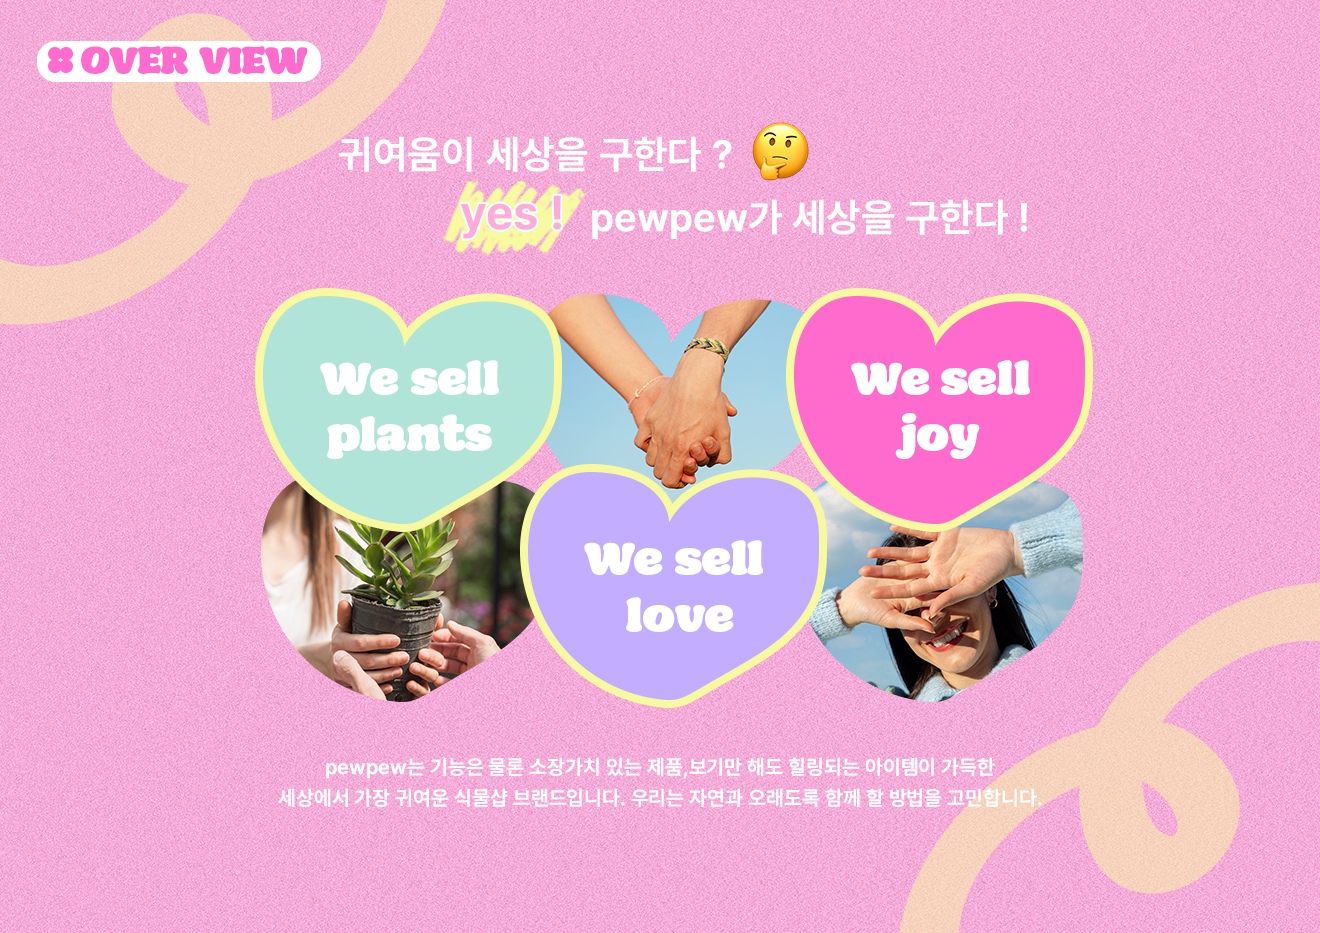 OVER VIEW
귀여움이 세상을 구한다 ?
yes ! pewpew가 세상을 구한다 !
We sell
plants
We sell
joy
We sell
love
pewpew는 기능은 물론 소장가치 있는 제품,보기만 해도 힐링되는 아이템이 가득한
세상에서 가장 귀여운 식물샵 브랜드입니다. 우리는 자연과 오래도록 함께 할 방법을 고민합니다.